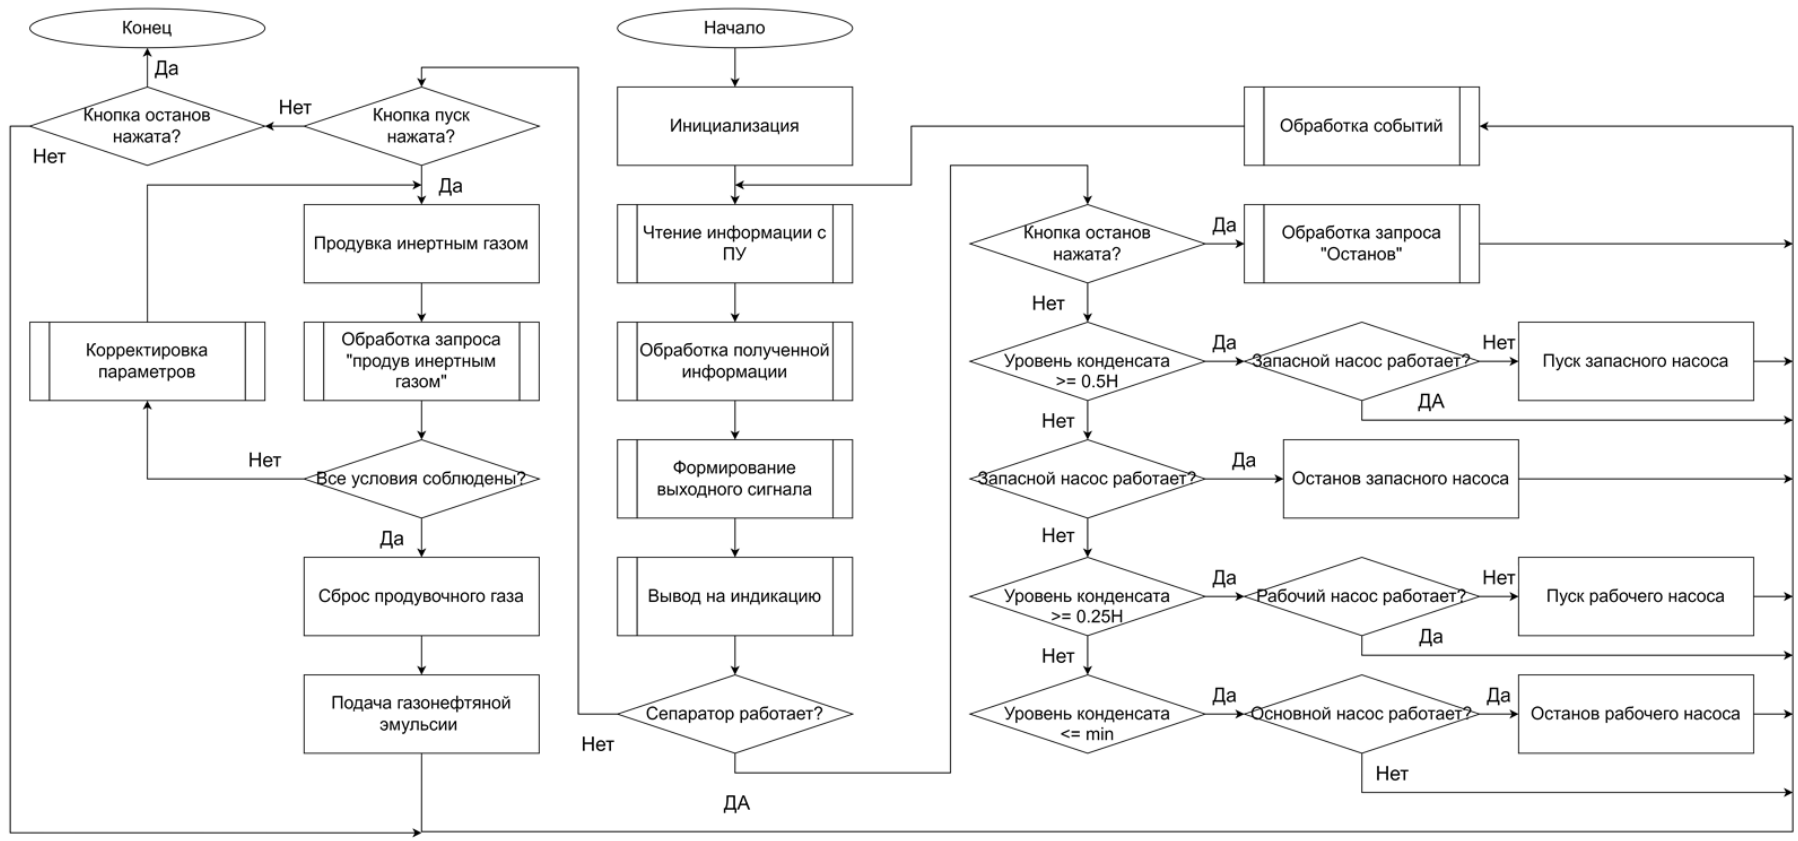 Конец
Начало
Да
Кнопка останов
нажата?
Нет
Нет
Кнопка пуск
нажата?
Да
Инициализация
Обработка событий
Продувка инертным газом
Чтение информации с
ПУ
Кнопка останов
нажата?
Да
Обработка запроса
"Останов"
Нет
Корректировка
параметров
Обработка запроса
"продув инертным
газом"
Обработка полученной
информации
Уровень конденсата
>= 0.5H
Да
Запасной насос работает?
Нет
Пуск запасного насоса
ДА
Нет
Нет
Все условия соблюдены?
Да
Формирование
выходного сигнала
Запасной насос работает?
Да
Останов запасного насоса
Нет
Сброс продувочного газа
Вывод на индикацию
Уровень конденсата
>= 0.25H
Да
Рабочий насос работает?
Нет
Пуск рабочего насоса
Да
Нет
Подача газонефтяной
эмульсии
Сепаратор работает?
Нет
ДА
Уровень конденсата
<= min
Да
Основной насос работает?
Да
Останов рабочего насоса
Нет